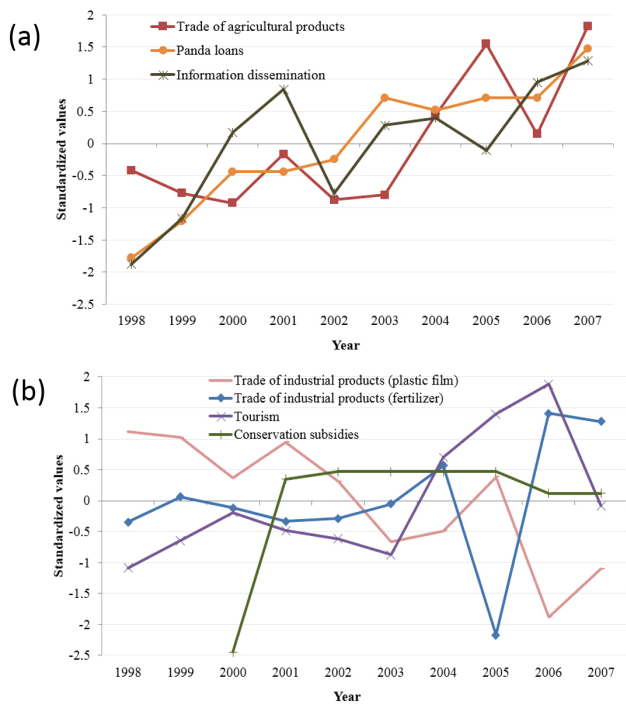 (a)
Trade of agricultural products
Panda loans
Information dissemination
Standardized values
2
1.5
1
0.5
0
-0.5
-1
-1.5
-2
-2.5
1998 1999 2000 2001 2002 2003 2004 2005 2006 2007
Year
(b)
Trade of industrial products (plastic film)
Trade of industrial products (fertilizer)
Tourism
Conservation subsidies
Standardized values
2
1.5
1
0.5
0
-0.5
-1
-1.5
-2
-2.5
1998 1999 2000 2001 2002 2003 2004 2005 2006 2007
Year